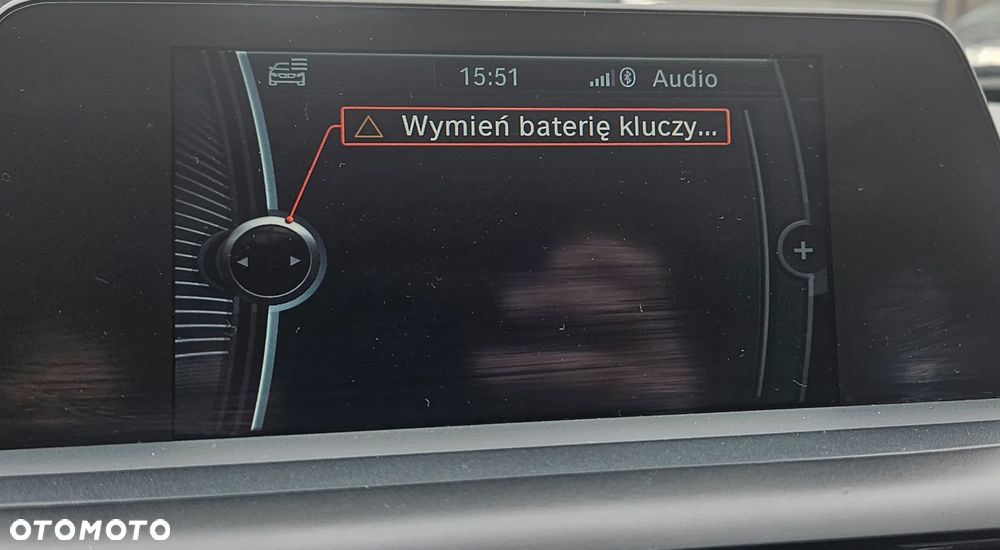 15:51 Audio
Wymień baterię kluczy...
+
OTOMOTO